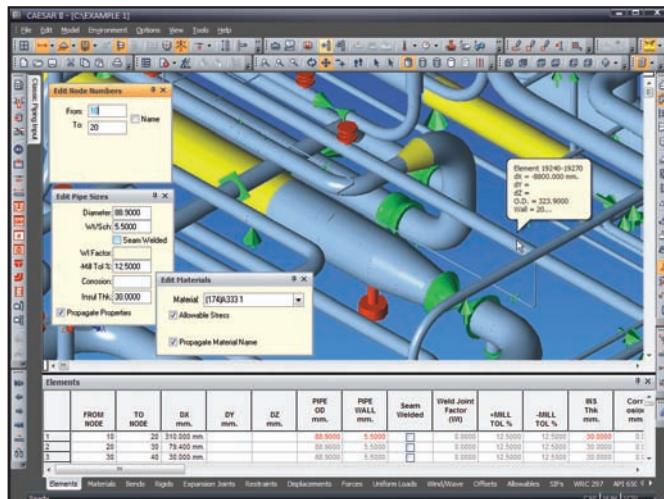 CAESAR II - [C:\EXAMPLE 1]
File Edit Model Environment Options View Tools Help
Classic Piping Input
Edit Node Numbers
From: 10
To: 20
Name
Edit Pipe Sizes
Diameter: 88.9000
Wt/Sch: 5.5000
Seam Welded
Wl Factor:
-Mill Tol %: 12.5000
Corrosion:
Insul Thk: 30.0000
Propagate Properties
Edit Materials
Material: (174)A333 1
Allowable Stress
Propagate Material Name
Element 19240-19270
dx = -8800.000 mm.
dY =
dZ =
O.D. = 323.9000
Wall = 20...
Elements
FROM NODE TO NODE DX mm. DY mm. DZ mm. PIPE OD mm. PIPE WALL mm. Seam Welded Weld Joint Factor (Wl) +MILL TOL % -MILL TOL % INS Thk mm. Corr osion m
1 10 20 310.000 mm. 88.9000 5.5000 0.0000 12.5000 12.5000 30.0000
2 20 30 79.400 mm. 88.9000 5.5000 0.0000 12.5000 12.5000 30.0000
3 30 40 30.000 mm. 88.9000 5.5000 0.0000 12.5000 12.5000 30.0000
Elements Materials Bends Rigids Expansion Joints Restraints Displacements Forces Uniform Loads Wind/Wave Offsets Allowables SIFs WRC 297 API 650
Ready